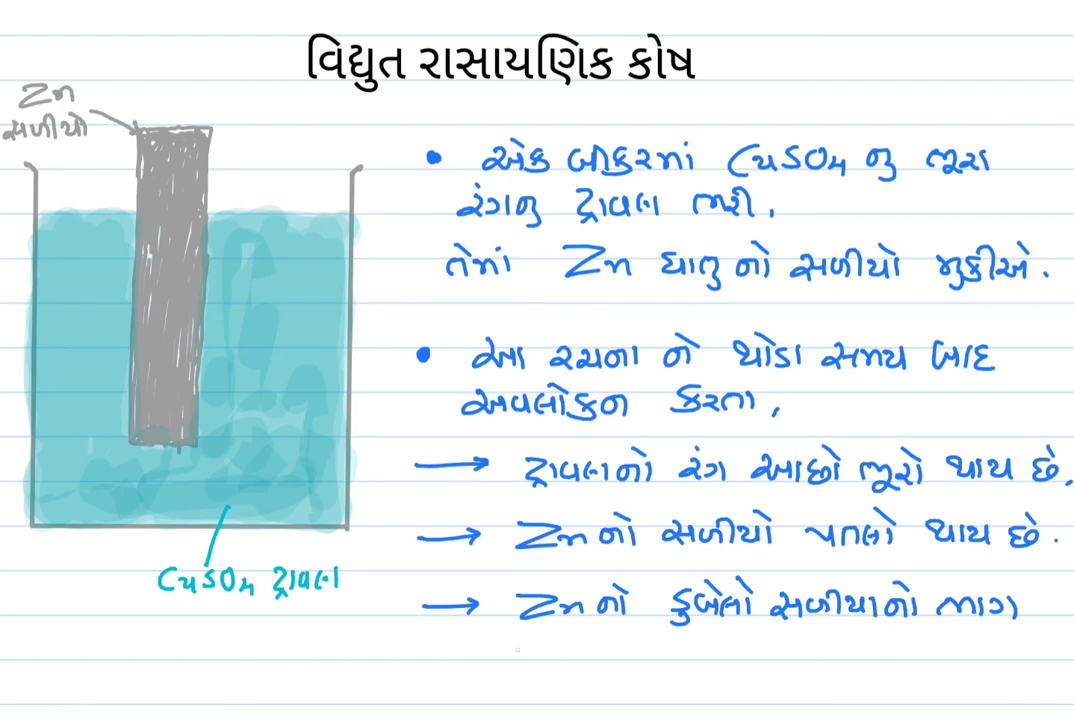 વિદ્યુત રાસાયણિક કોષ
Zn
સળીયો
• એક બીકરમાં CuSO4 નુ ભૂરા
રંગનુ દ્રાવણ ભરી,
તેમાં Zn ધાતુ નો સળીયો મુકીએ.
• આ રચના ને થોડા સમય બાદ
અવલોકન કરતા,
→ દ્રાવણનો રંગ આછો ભૂરો થાય છે.
→ Zn નો સળીયો પાતલો થાય છે.
→ Zn નો ડુબેલો સળીયાનો ભાગ
CuSO4 દ્રાવણ